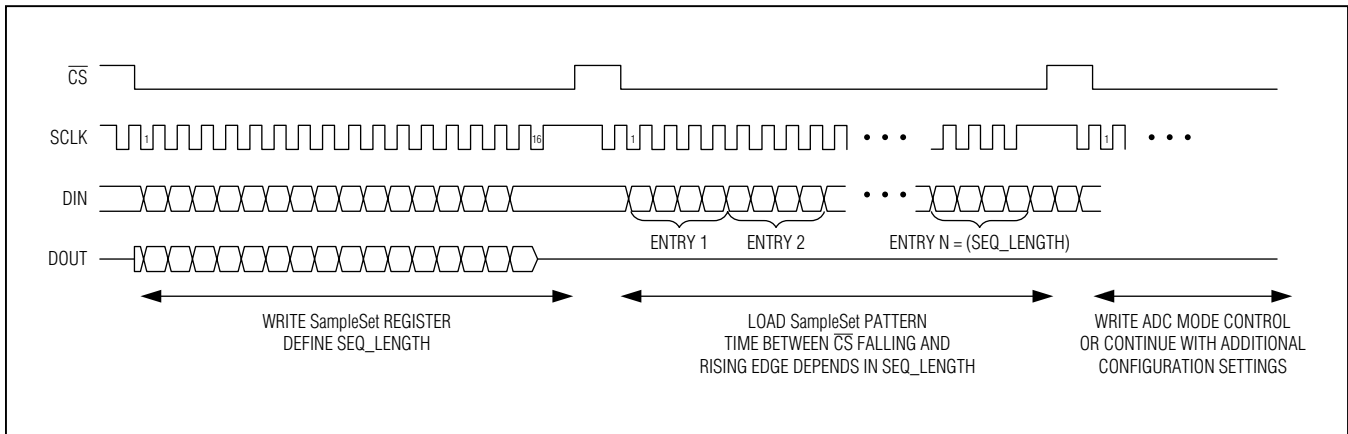 CS
SCLK
1
16
1
1
DIN
ENTRY 1
ENTRY 2
ENTRY N = (SEQ_LENGTH)
DOUT
WRITE SampleSet REGISTER
DEFINE SEQ_LENGTH
LOAD SampleSet PATTERN
TIME BETWEEN CS FALLING AND
RISING EDGE DEPENDS IN SEQ_LENGTH
WRITE ADC MODE CONTROL
OR CONTINUE WITH ADDITIONAL
CONFIGURATION SETTINGS